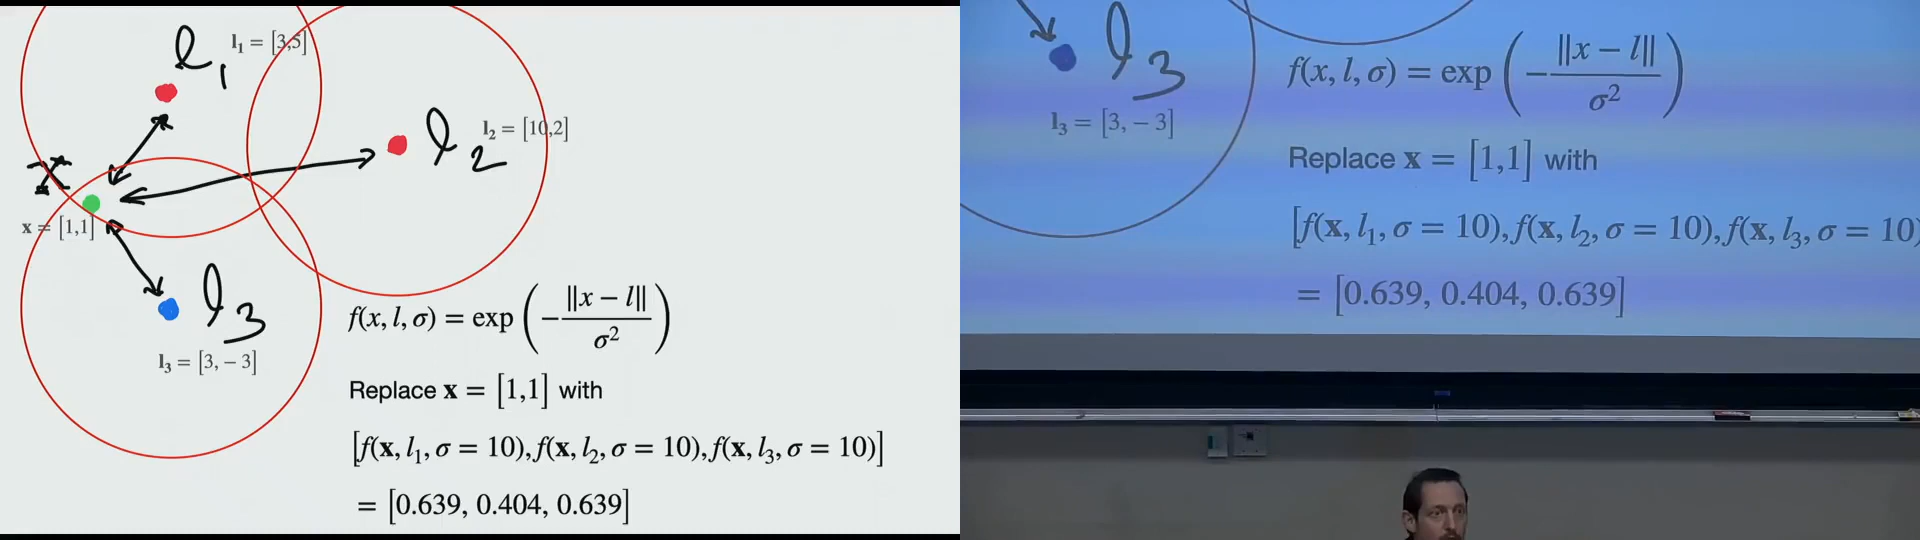 l1
l₁ = [3,5]
l2
l₂ = [10,2]
x
x = [1,1]
l3
l₃ = [3, − 3]
f(x, l, σ) = exp (− ||x − l|| / σ²)
Replace x = [1,1] with
[f(x, l₁, σ = 10), f(x, l₂, σ = 10), f(x, l₃, σ = 10)]
= [0.639, 0.404, 0.639]
l3
l₃ = [3, − 3]
f(x, l, σ) = exp (− ||x − l|| / σ²)
Replace x = [1,1] with
[f(x, l₁, σ = 10), f(x, l₂, σ = 10), f(x, l₃, σ = 10)
= [0.639, 0.404, 0.639]